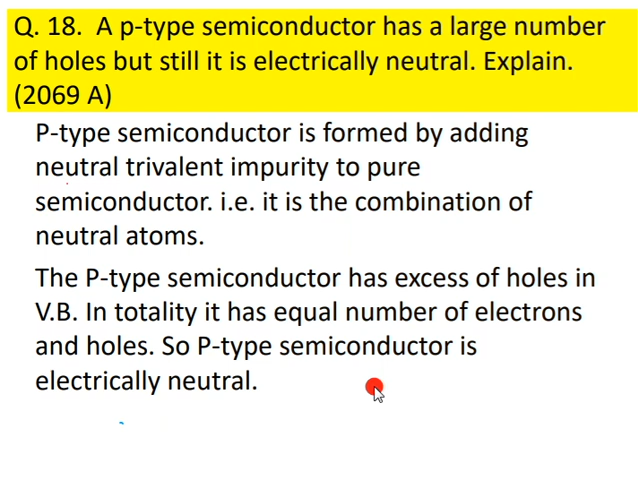 Q. 18. A p-type semiconductor has a large number
of holes but still it is electrically neutral. Explain.
(2069 A)
P-type semiconductor is formed by adding
neutral trivalent impurity to pure
semiconductor. i.e. it is the combination of
neutral atoms.
The P-type semiconductor has excess of holes in
V.B. In totality it has equal number of electrons
and holes. So P-type semiconductor is
electrically neutral.